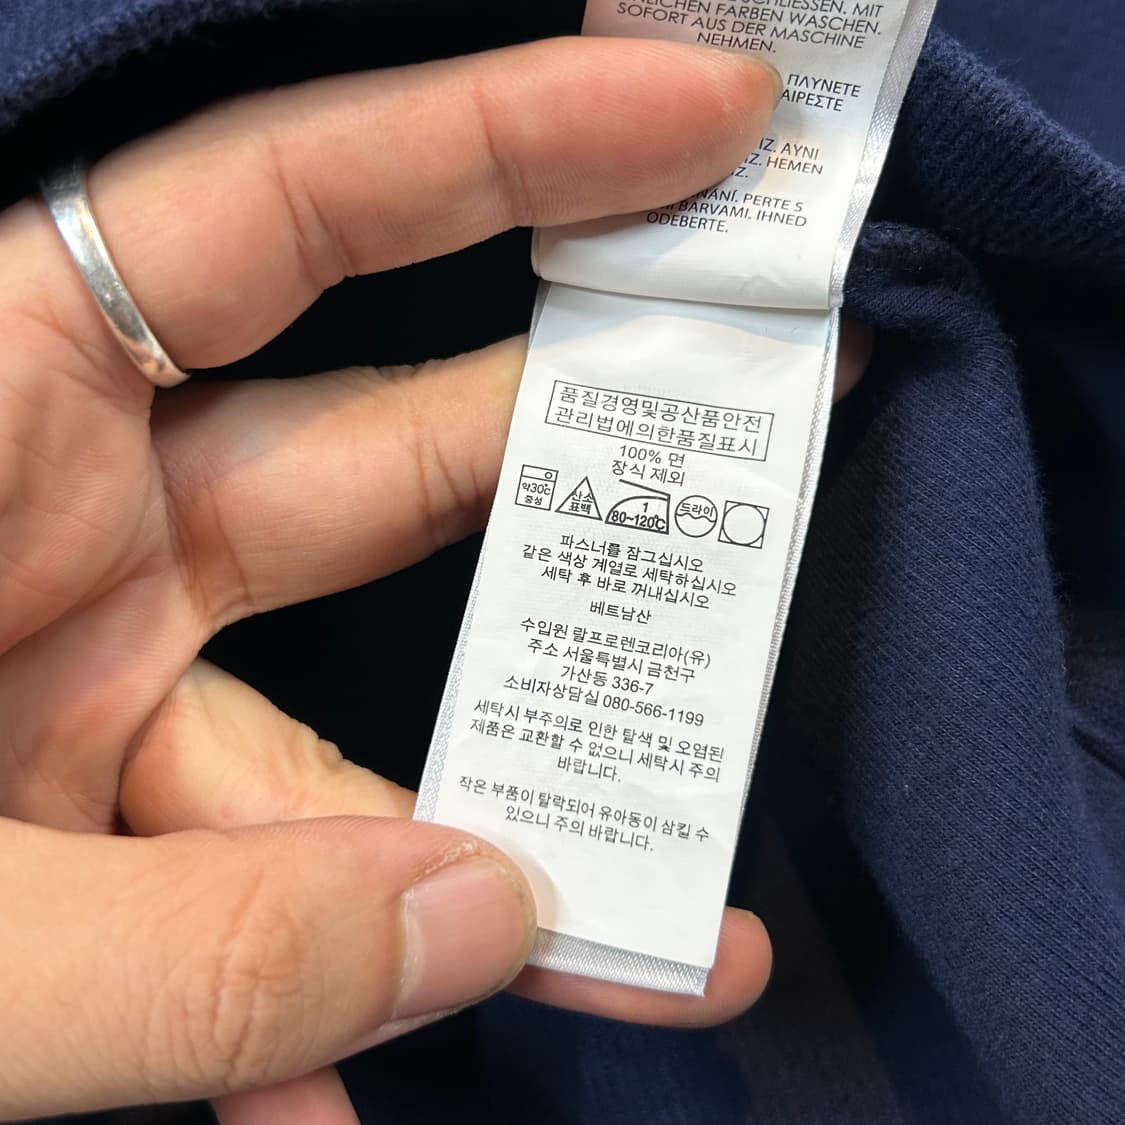 SCHLIESSEN. MIT
FARBEN WASCHEN.
SOFORT AUS DER MASCHINE
NEHMEN.
ΠΛΥΝΕΤΕ
AYNI
HEMEN
PERTE S
BARVAMI. IHNED
ODEBERTE.
품질경영및공산품안전
관리법에의한품질표시
100% 면
장식 제외
약30℃
중성
산소
표백
1
80~120℃
드라이
파스너를 잠그십시오
같은 색상 계열로 세탁하십시오
세탁 후 바로 꺼내십시오
베트남산
수입원 랄프로렌코리아(유)
주소 서울특별시 금천구
가산동 336-7
소비자상담실 080-566-1199
세탁시 부주의로 인한 탈색 및 오염된
제품은 교환할 수 없으니 세탁시 주의
바랍니다.
작은 부품이 탈락되어 유아동이 삼킬 수
있으니 주의 바랍니다.